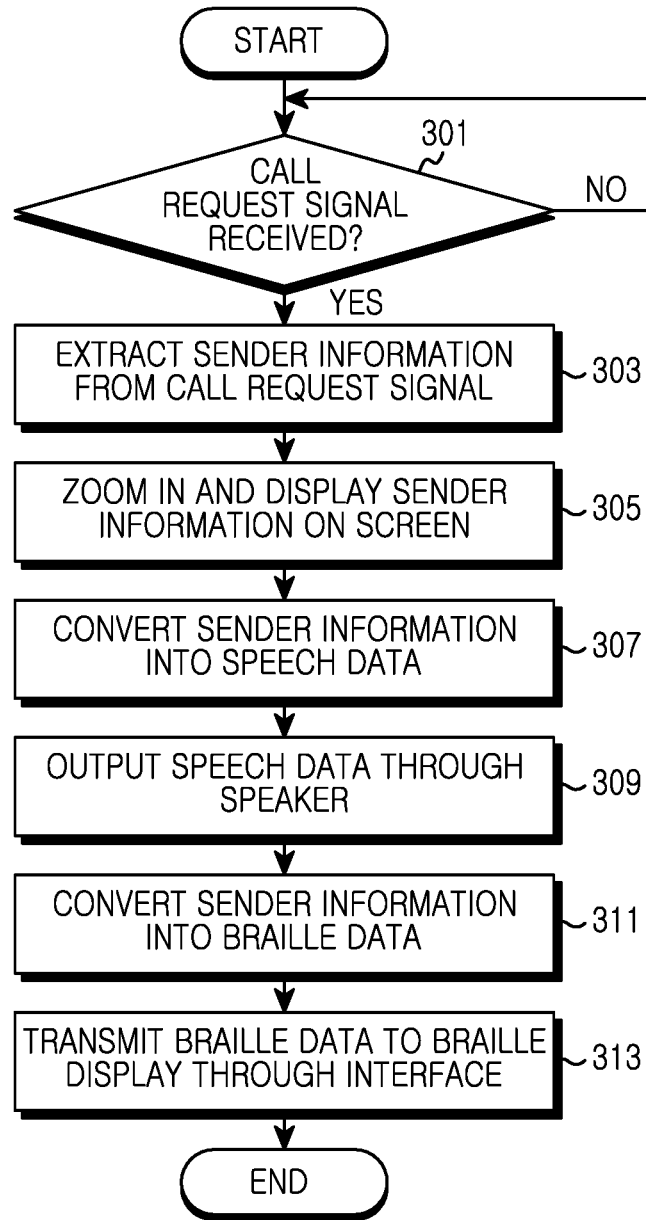 START
301
CALL
REQUEST SIGNAL
RECEIVED?
NO
YES
EXTRACT SENDER INFORMATION
FROM CALL REQUEST SIGNAL
303
ZOOM IN AND DISPLAY SENDER
INFORMATION ON SCREEN
305
CONVERT SENDER INFORMATION
INTO SPEECH DATA
307
OUTPUT SPEECH DATA THROUGH
SPEAKER
309
CONVERT SENDER INFORMATION
INTO BRAILLE DATA
311
TRANSMIT BRAILLE DATA TO BRAILLE
DISPLAY THROUGH INTERFACE
313
END